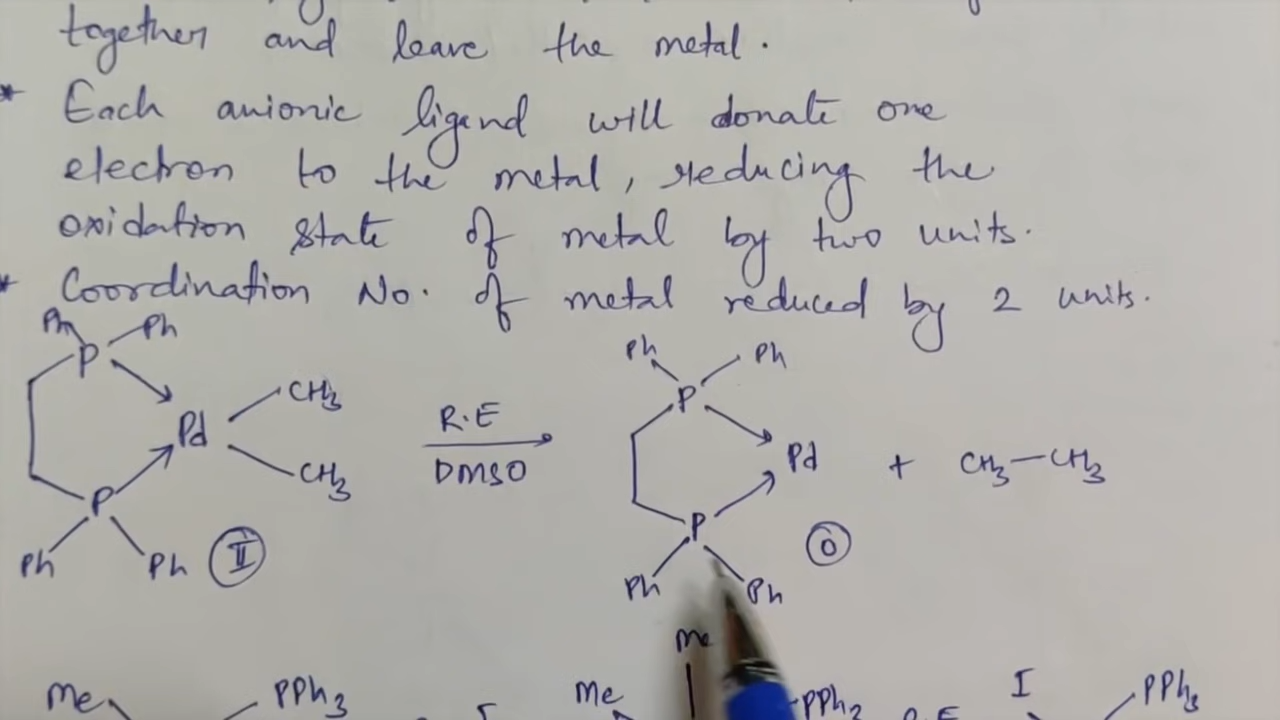 together and leave the metal.
* Each anionic ligand will donate one
electron to the metal, reducing the
oxidation state of metal by two units.
* Coordination No. of metal reduced by 2 units.
Ph Ph Ph Ph
P CH3 R.E P
Pd DMSO Pd + CH3-CH3
P CH3 P
Ph Ph II Ph Ph 0
Me
Me PPh3 Me PPh3 I PPh3
I R.E